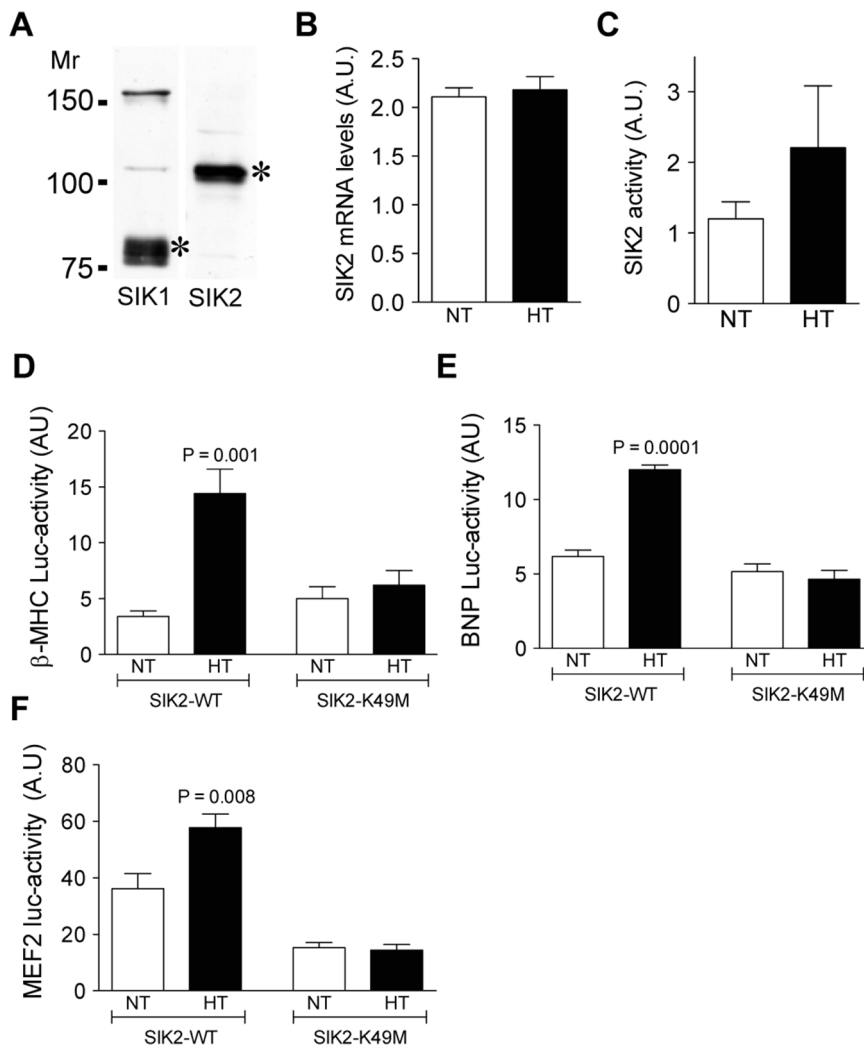 A
Mr
150
100
75
*
*
SIK1 SIK2
B
SIK2 mRNA levels (A.U.)
2.5
2.0
1.5
1.0
0.5
0.0
NT HT
C
SIK2 activity (A.U.)
3
2
1
0
NT HT
D
β-MHC Luc-activity (AU)
20
15
10
5
0
P = 0.001
NT HT NT HT
SIK2-WT SIK2-K49M
E
BNP Luc-activity (AU)
15
10
5
0
P = 0.0001
NT HT NT HT
SIK2-WT SIK2-K49M
F
MEF2 luc-activity (A.U)
80
60
40
20
0
P = 0.008
NT HT NT HT
SIK2-WT SIK2-K49M